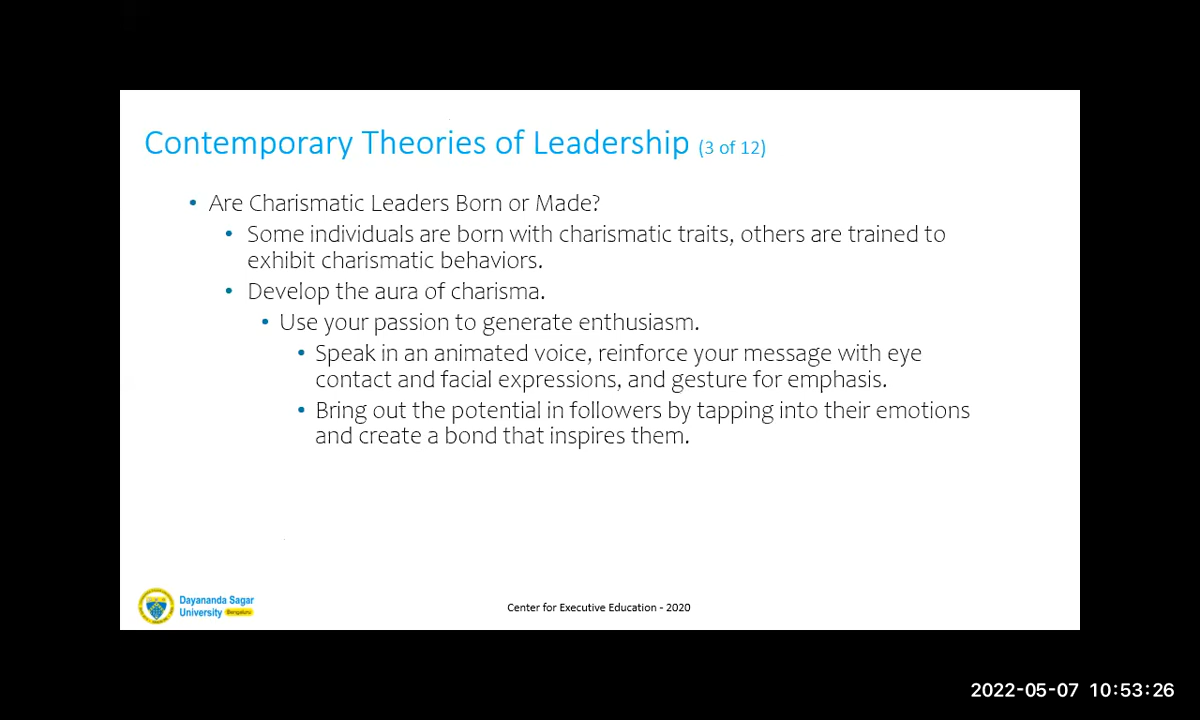 Contemporary Theories of Leadership (3 of 12)
• Are Charismatic Leaders Born or Made?
• Some individuals are born with charismatic traits, others are trained to
exhibit charismatic behaviors.
• Develop the aura of charisma.
• Use your passion to generate enthusiasm.
• Speak in an animated voice, reinforce your message with eye
contact and facial expressions, and gesture for emphasis.
• Bring out the potential in followers by tapping into their emotions
and create a bond that inspires them.
Dayananda Sagar
University Bengaluru
Center for Executive Education - 2020
2022-05-07 10:53:26